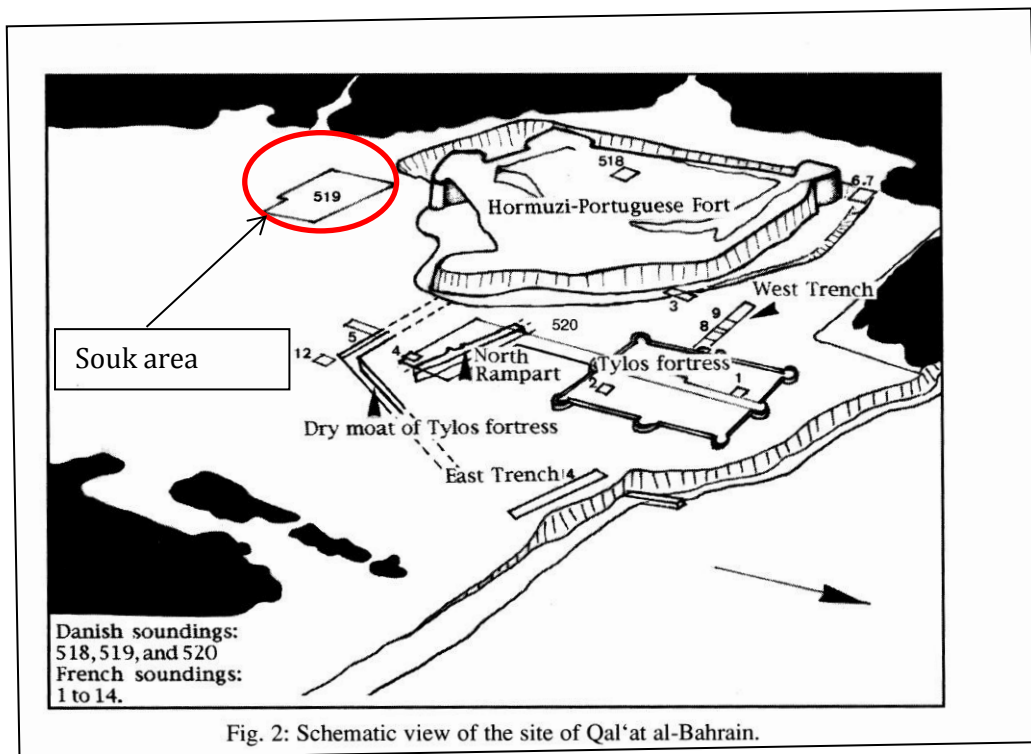 519
518
Hormuzi-Portuguese Fort
6.7
3
West Trench
9
8
520
5
12
4
North
Rampart
Tylos fortress
2
1
Dry moat of Tylos fortress
East Trench
14
Souk area
Danish soundings:
518, 519, and 520
French soundings:
1 to 14.
Fig. 2: Schematic view of the site of Qal‘at al-Bahrain.